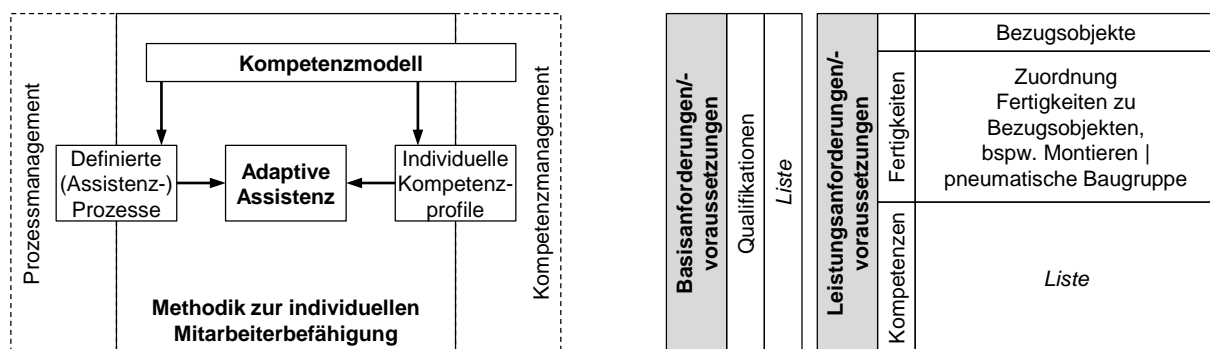 Prozessmanagement
Kompetenzmodell
Definierte
(Assistenz-)
Prozesse
Adaptive
Assistenz
Individuelle
Kompetenz-
profile
Methodik zur individuellen
Mitarbeiterbefähigung
Kompetenzmanagement
Basisanforderungen/-
voraussetzungen
Qualifikationen
Liste
Leistungsanforderungen/-
voraussetzungen
Bezugsobjekte
Fertigkeiten
Zuordnung
Fertigkeiten zu
Bezugsobjekten,
bspw. Montieren |
pneumatische Baugruppe
Kompetenzen
Liste